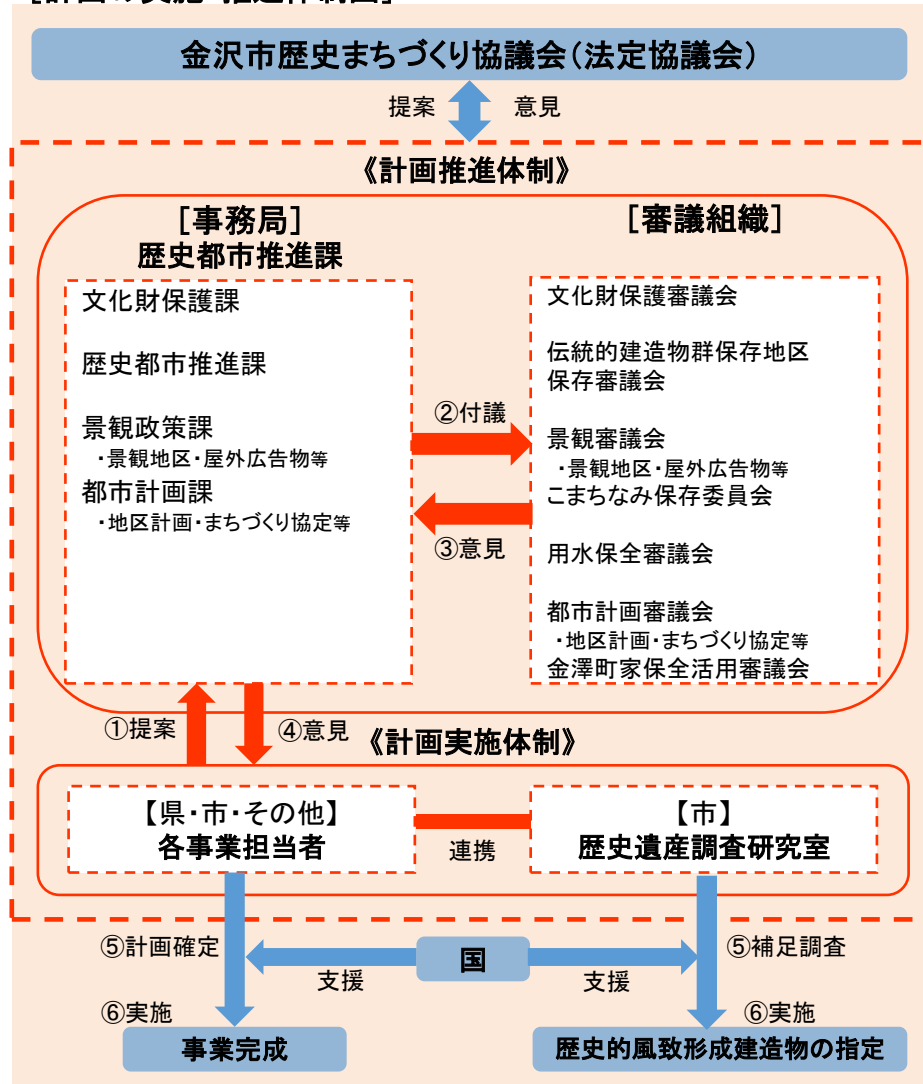 [計画の実施・推進体制図]
金沢市歴史まちづくり協議会(法定協議会)
提案
意見
《計画推進体制》
[事務局]
歴史都市推進課
文化財保護課
歴史都市推進課
景観政策課
・景観地区・屋外広告物等
都市計画課
・地区計画・まちづくり協定等
②付議
③意見
[審議組織]
文化財保護審議会
伝統的建造物群保存地区
保存審議会
景観審議会
・景観地区・屋外広告物等
こまちなみ保存委員会
用水保全審議会
都市計画審議会
・地区計画・まちづくり協定等
金澤町家保全活用審議会
①提案
④意見
《計画実施体制》
【県・市・その他】
各事業担当者
連携
【市】
歴史遺産調査研究室
⑤計画確定
支援
国
支援
⑤補足調査
⑥実施
⑥実施
事業完成
歴史的風致形成建造物の指定